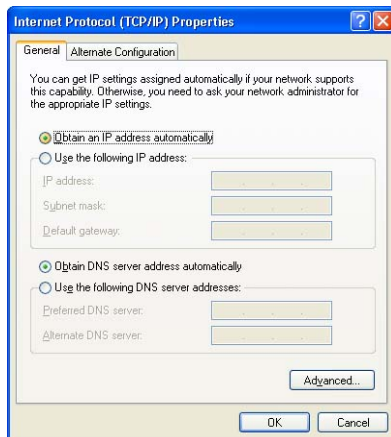 Internet Protocol (TCP/IP) Properties
General Alternate Configuration
You can get IP settings assigned automatically if your network supports
this capability. Otherwise, you need to ask your network administrator for
the appropriate IP settings.
Obtain an IP address automatically
Use the following IP address:
IP address:
Subnet mask:
Default gateway:
Obtain DNS server address automatically
Use the following DNS server addresses:
Preferred DNS server:
Alternate DNS server:
Advanced...
OK Cancel